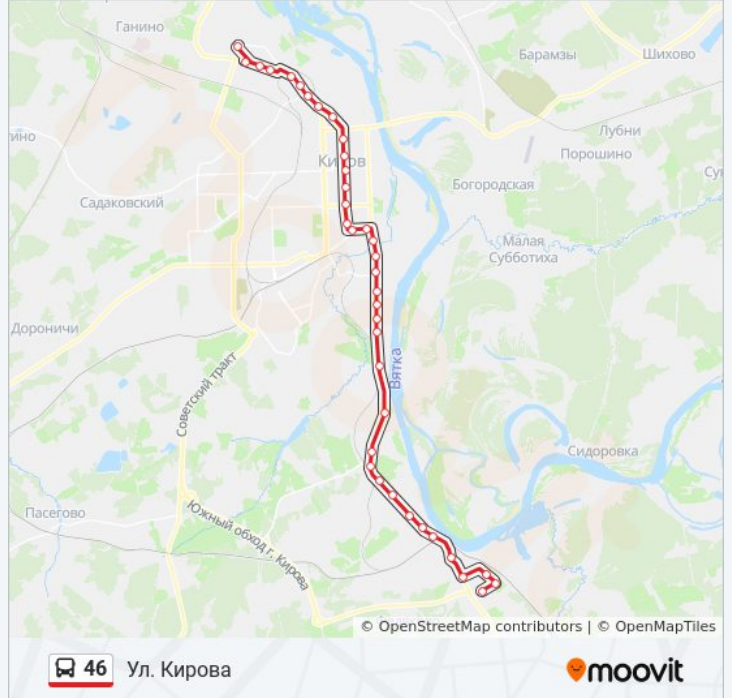 Ганино
Барамзы
Шихово
Лубни
Порошино
Киров
Богородская
Садаковский
Малая
Субботиха
Дороничи
Вятка
Советский тракт
Сидоровка
Пасегово
Южный обход г. Кирова
© OpenStreetMap contributors | © OpenMapTiles
46 Ул. Кирова
moovit